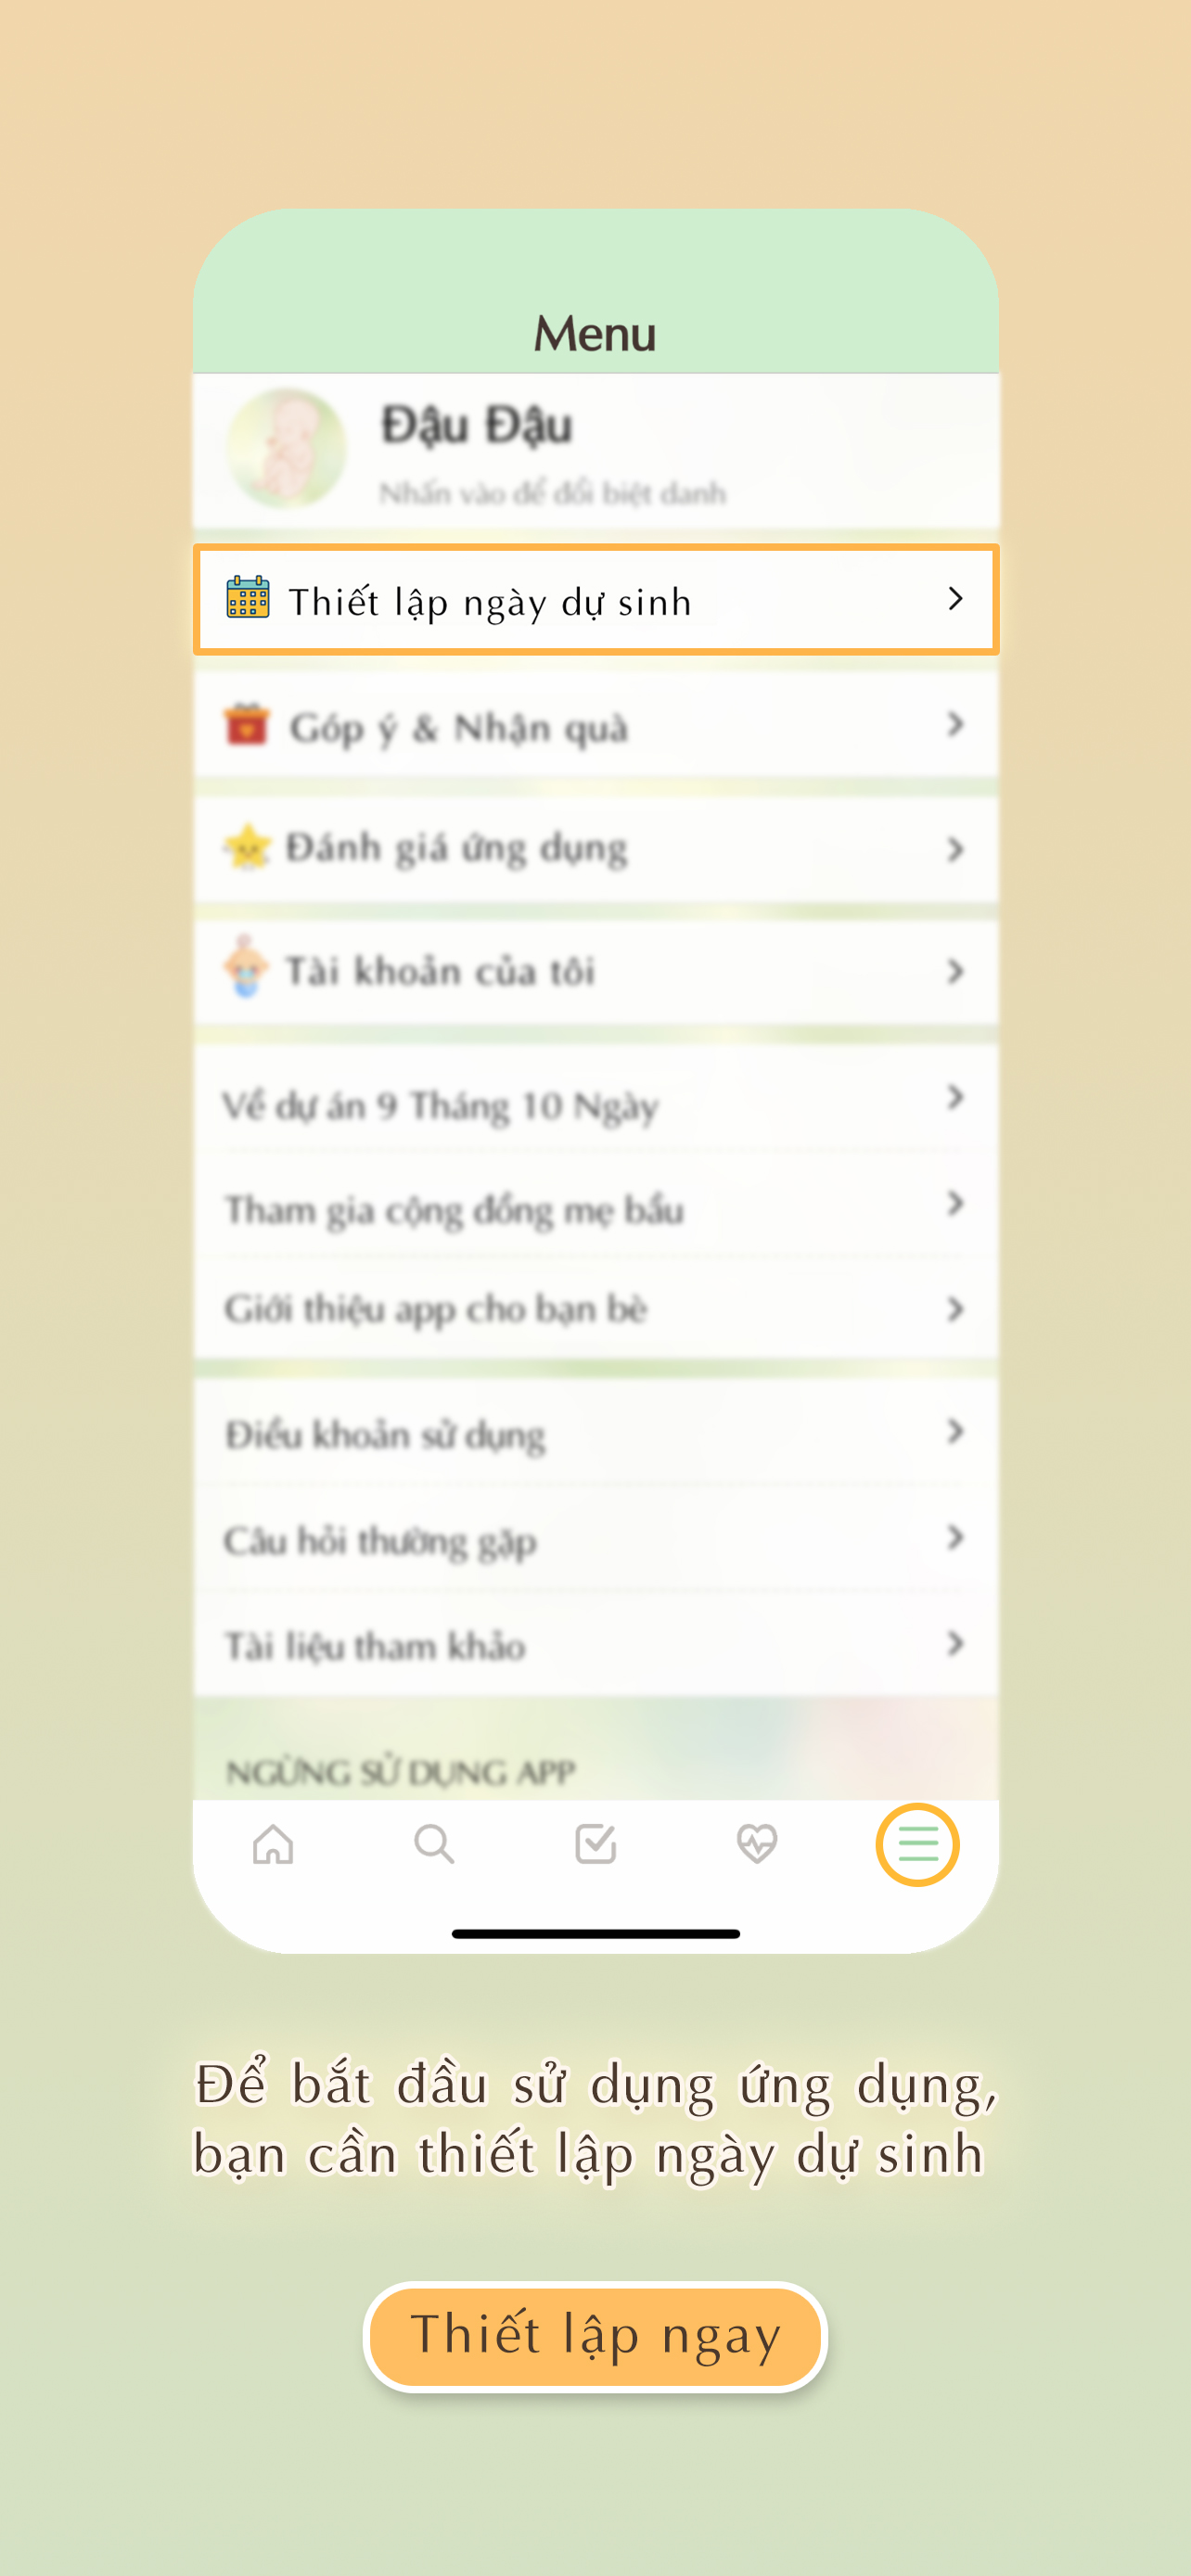 Menu
Đậu Đậu
Nhấn vào để đổi biệt danh
Thiết lập ngày dự sinh
Góp ý & Nhận quà
Đánh giá ứng dụng
Tài khoản của tôi
Về dự án 9 Tháng 10 Ngày
Tham gia cộng đồng mẹ bầu
Giới thiệu app cho bạn bè
Điều khoản sử dụng
Câu hỏi thường gặp
Tài liệu tham khảo
NGỪNG SỬ DỤNG APP
Để bắt đầu sử dụng ứng dụng,
bạn cần thiết lập ngày dự sinh
Thiết lập ngay